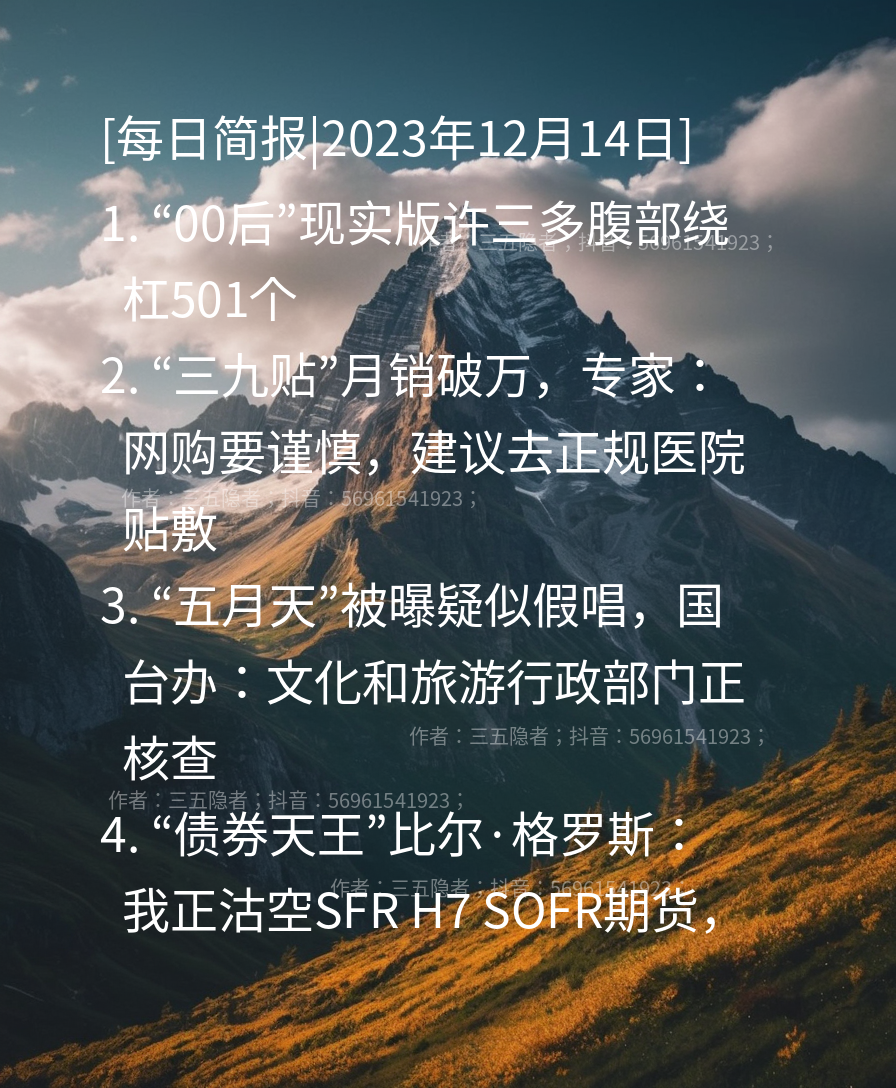 [每日简报|2023年12月14日]
1. “00后”现实版许三多腹部绕
作者：三五隐者；抖音：56961541923；
杠501个
2. “三九贴”月销破万，专家：
网购要谨慎，建议去正规医院
作者：三五隐者；抖音：56961541923；
贴敷
3. “五月天”被曝疑似假唱，国
台办：文化和旅游行政部门正
作者：三五隐者；抖音：56961541923；
核查
作者：三五隐者；抖音：56961541923；
4. “债券天王”比尔·格罗斯：
作者：三五隐者；抖音：56961541923；
我正沽空SFR H7 SOFR期货，